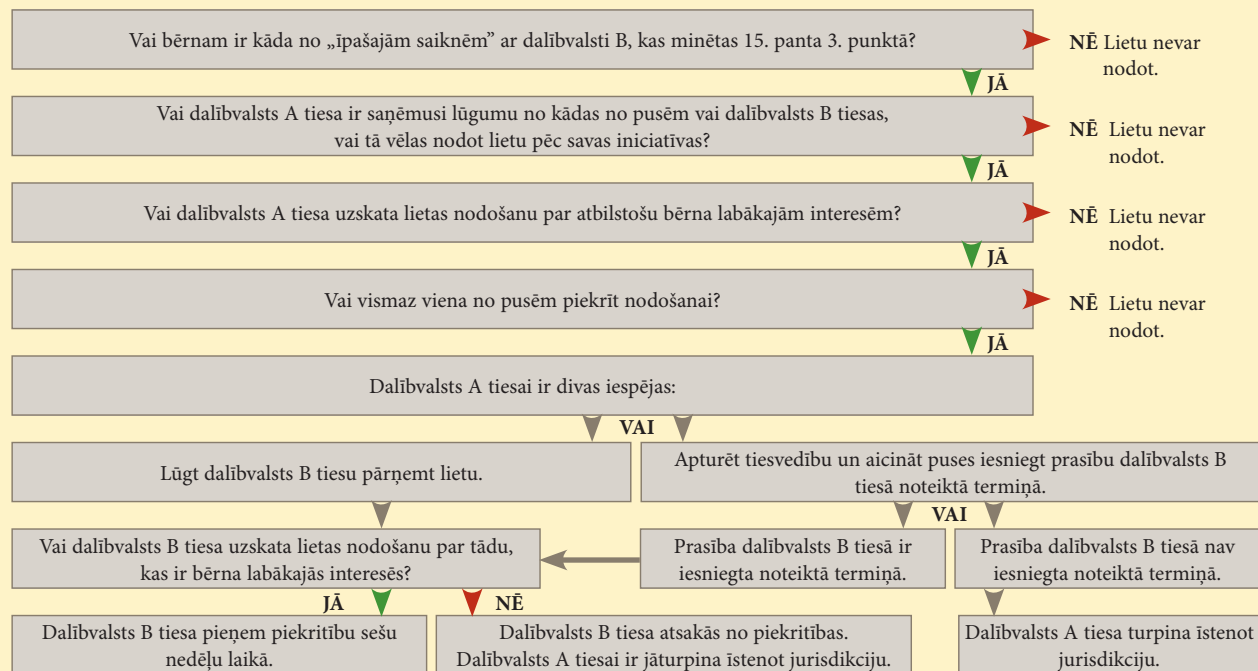 Vai bērnam ir kāda no „īpašajām saiknēm” ar dalībvalsti B, kas minētas 15. panta 3. punktā?
NĒ Lietu nevar
nodot.
JĀ
Vai dalībvalsts A tiesa ir saņēmusi lūgumu no kādas no pusēm vai dalībvalsts B tiesas,
vai tā vēlas nodot lietu pēc savas iniciatīvas?
NĒ Lietu nevar
nodot.
JĀ
Vai dalībvalsts A tiesa uzskata lietas nodošanu par atbilstošu bērna labākajām interesēm?
NĒ Lietu nevar
nodot.
JĀ
Vai vismaz viena no pusēm piekrīt nodošanai?
NĒ Lietu nevar
nodot.
JĀ
Dalībvalsts A tiesai ir divas iespējas:
VAI
Lūgt dalībvalsts B tiesu pārņemt lietu.
Apturēt tiesvedību un aicināt puses iesniegt prasību dalībvalsts B
tiesā noteiktā termiņā.
VAI
Vai dalībvalsts B tiesa uzskata lietas nodošanu par tādu,
kas ir bērna labākajās interesēs?
Prasība dalībvalsts B tiesā ir
iesniegta noteiktā termiņā.
Prasība dalībvalsts B tiesā nav
iesniegta noteiktā termiņā.
JĀ
NĒ
Dalībvalsts B tiesa pieņem piekritību sešu
nedēļu laikā.
Dalībvalsts B tiesa atsakās no piekritības.
Dalībvalsts A tiesai ir jāturpina īstenot jurisdikciju.
Dalībvalsts A tiesa turpina īstenot
jurisdikciju.